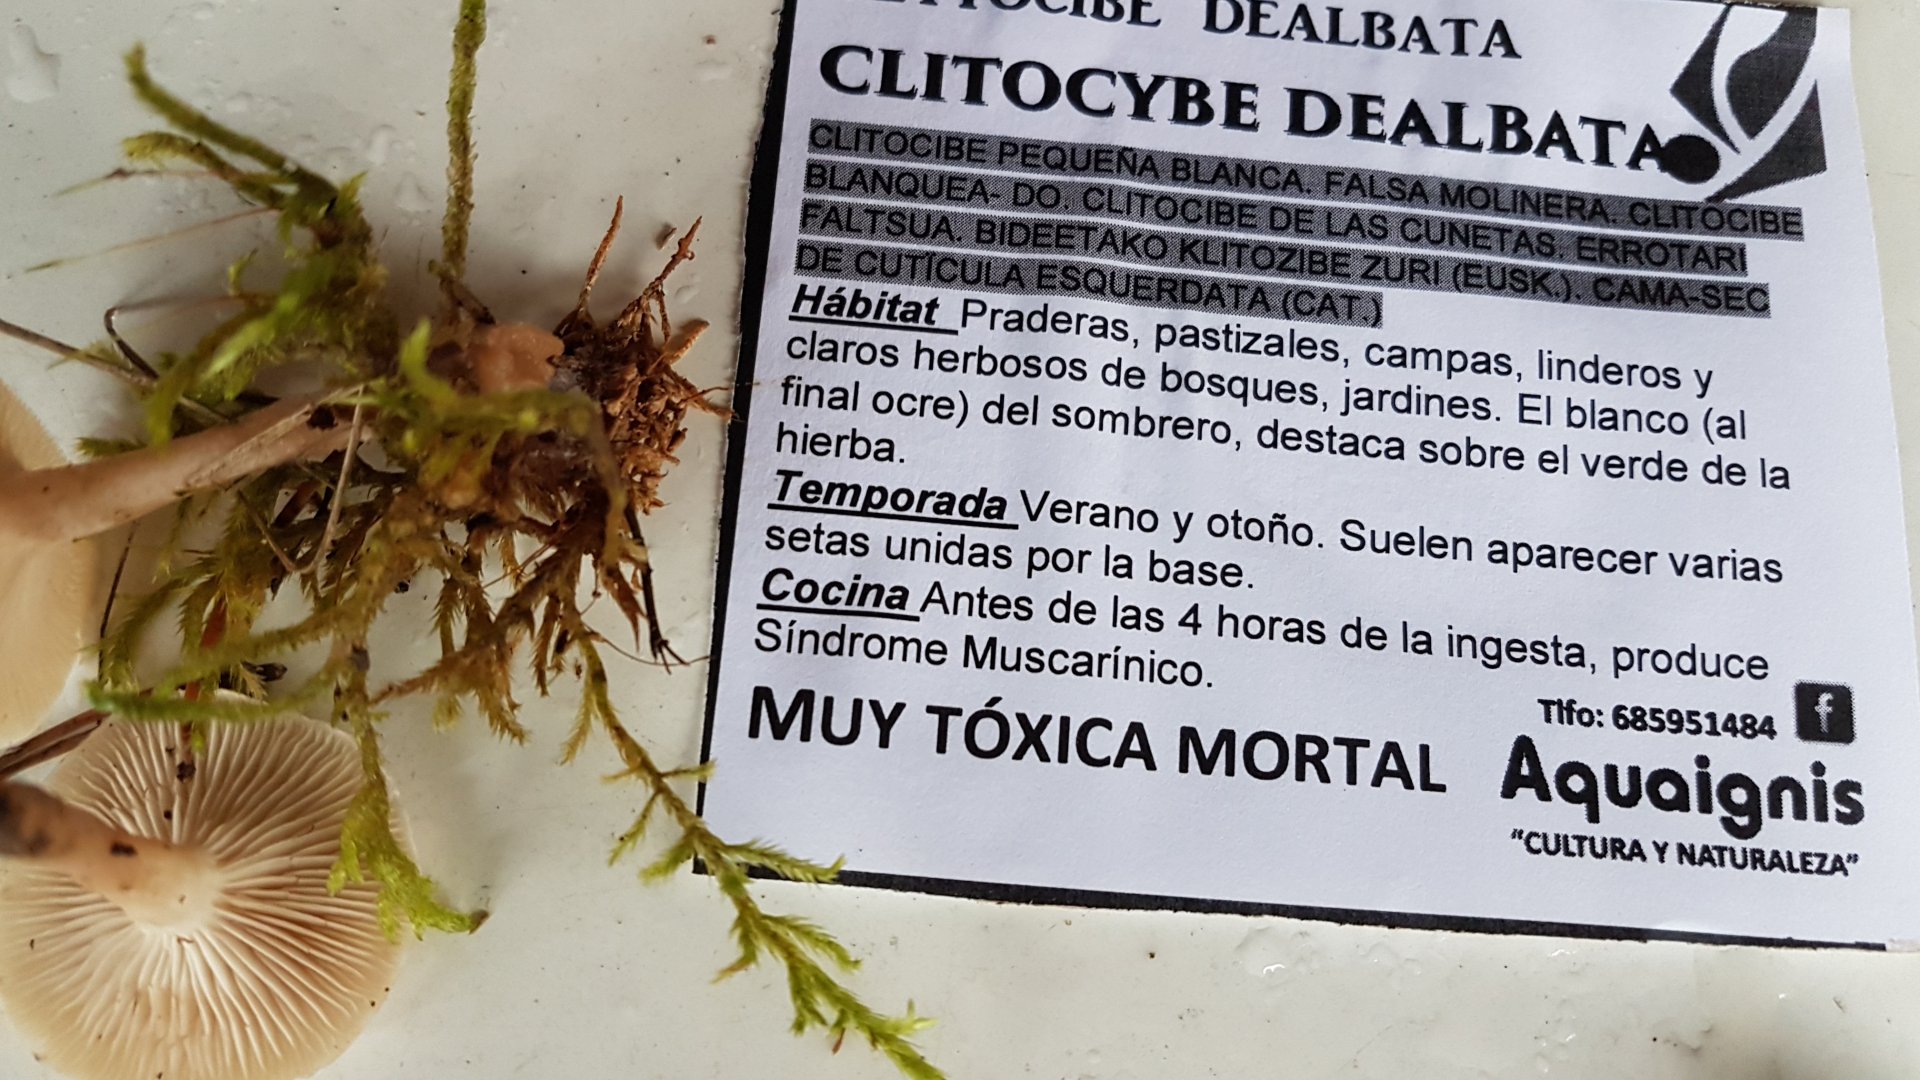 DEALBATA
CLITOCYBE DEALBATA
CLITOCIBE PEQUEÑA BLANCA. FALSA MOLINERA. CLITOCIBE
BLANQUEA- DO. CLITOCIBE DE LAS CUNETAS. ERROTARI
FALTSUA. BIDEETAKO KLITOZIBE ZURI (EUSK.). CAMA-SEC
DE CUTÍCULA ESQUERDATA (CAT.)
Hábitat Praderas, pastizales, campas, linderos y
claros herbosos de bosques, jardines. El blanco (al
final ocre) del sombrero, destaca sobre el verde de la
hierba.
Temporada Verano y otoño. Suelen aparecer varias
setas unidas por la base.
Cocina Antes de las 4 horas de la ingesta, produce
Síndrome Muscarínico.
MUY TÓXICA MORTAL
Tlfo: 685951484 f
Aquaignis
"CULTURA Y NATURALEZA"